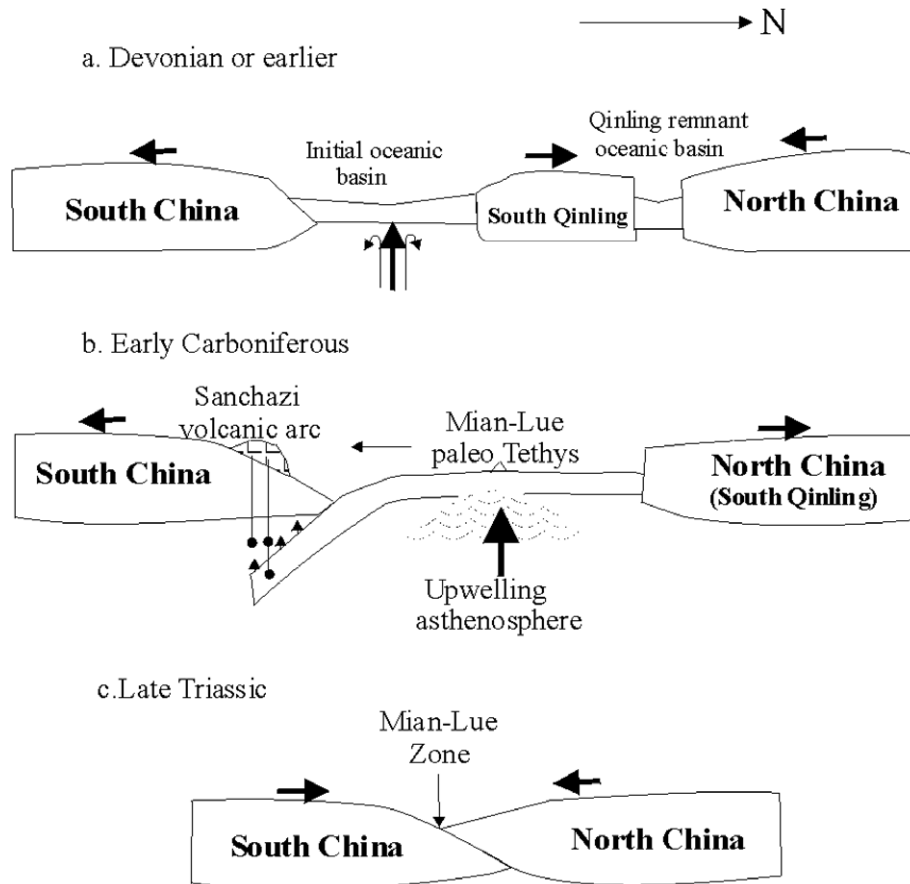 N
a. Devonian or earlier
Initial oceanic
basin
Qinling remnant
oceanic basin
South China
South Qinling
North China
b. Early Carboniferous
Sanchazi
volcanic arc
Mian-Lue
paleo Tethys
South China
North China
(South Qinling)
Upwelling
asthenosphere
c.Late Triassic
Mian-Lue
Zone
South China
North China